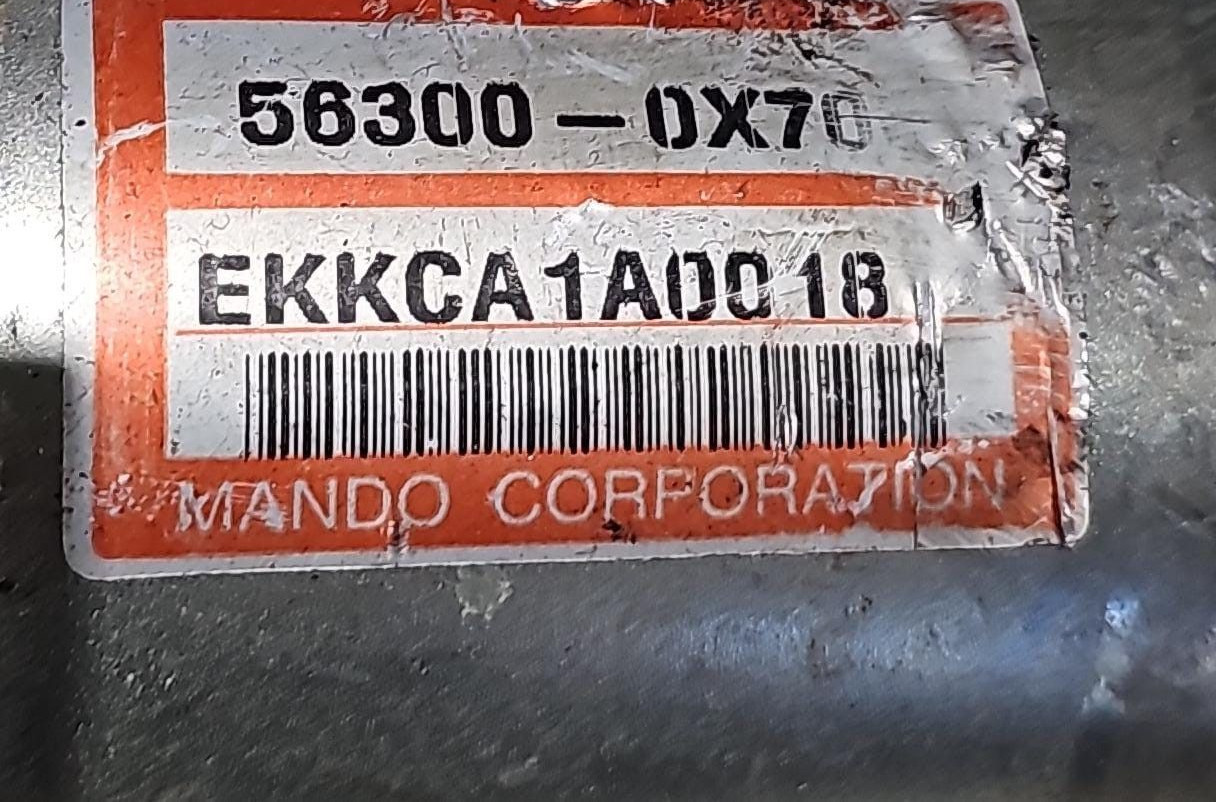 56300-0X70
EKKCA1A0018
MANDO CORPORATION